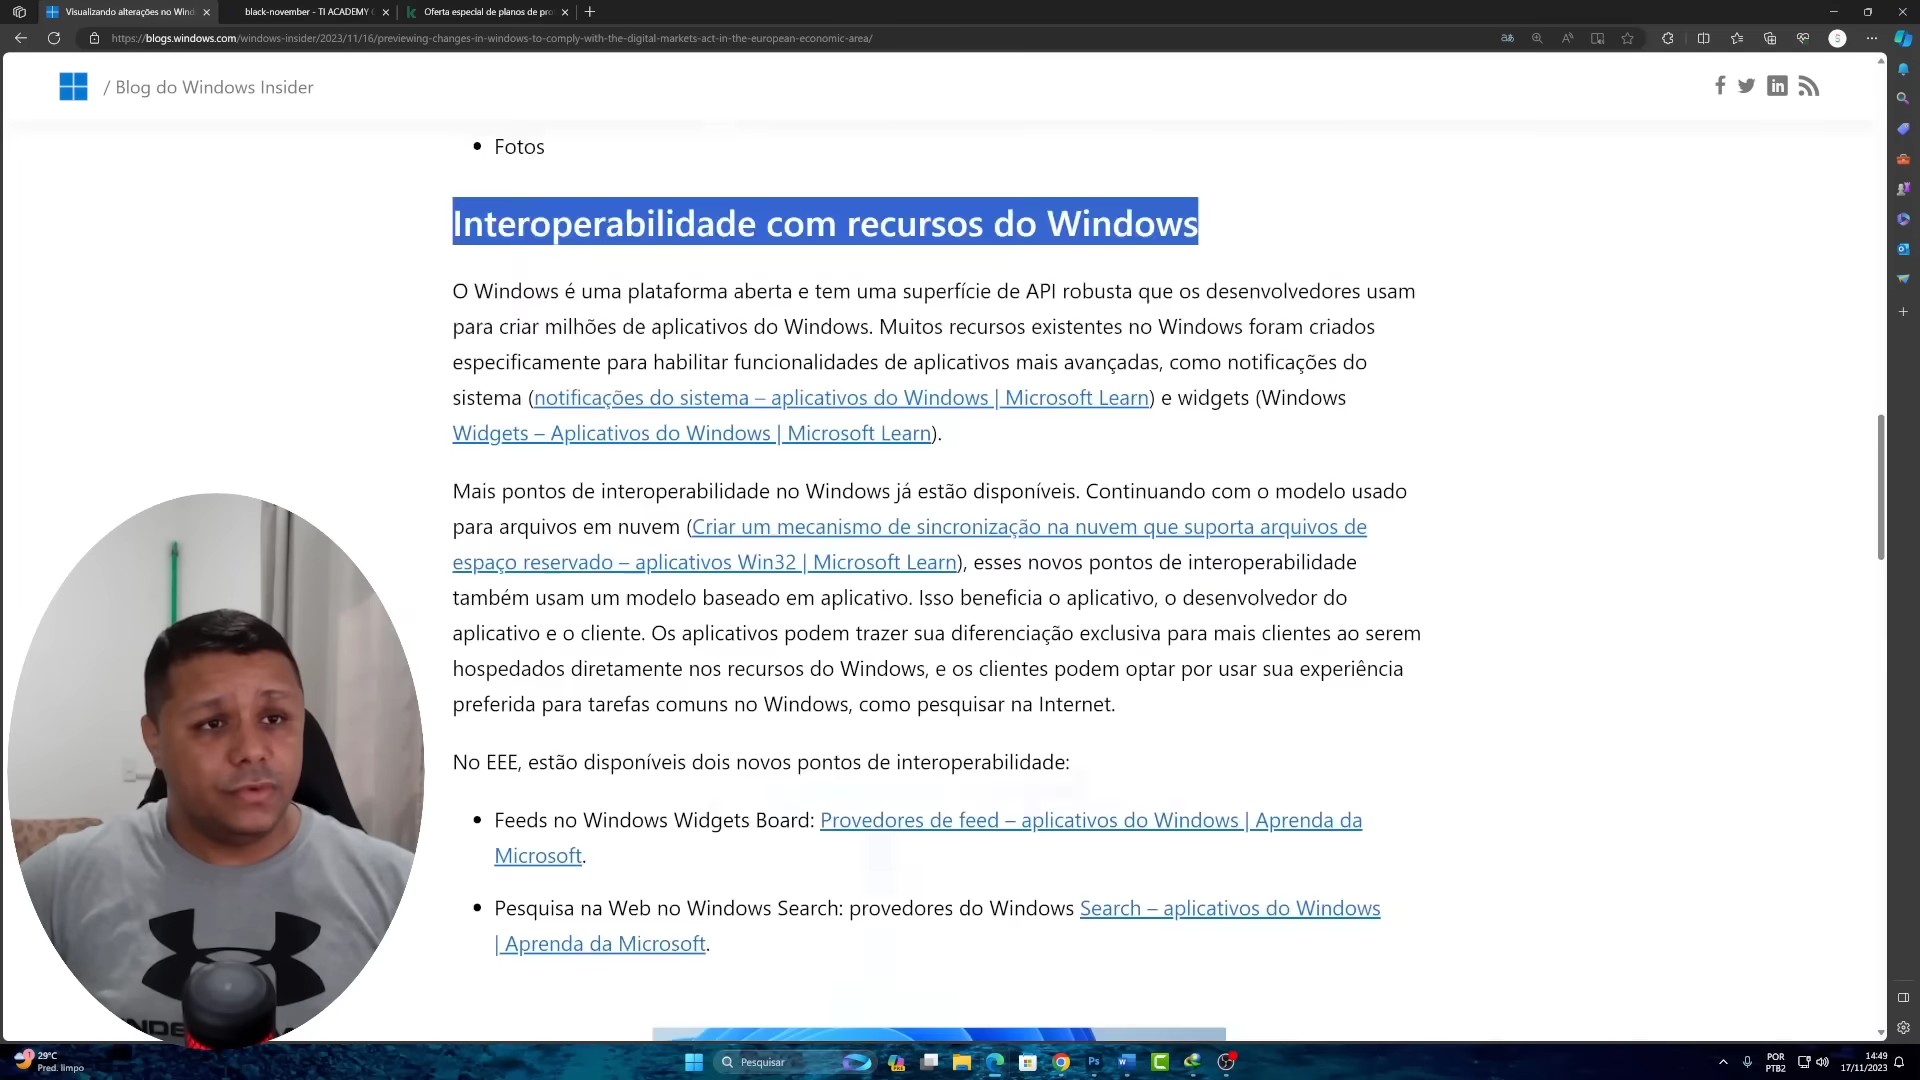 Visualizando alterações no Wind
black-november - TI ACADEMY
Oferta especial de planos de pro
https://blogs.windows.com/windows-insider/2023/11/16/previewing-changes-in-windows-to-comply-with-the-digital-markets-act-in-the-european-economic-area/
/ Blog do Windows Insider
Fotos
Interoperabilidade com recursos do Windows
O Windows é uma plataforma aberta e tem uma superfície de API robusta que os desenvolvedores usam
para criar milhões de aplicativos do Windows. Muitos recursos existentes no Windows foram criados
especificamente para habilitar funcionalidades de aplicativos mais avançadas, como notificações do
sistema (notificações do sistema – aplicativos do Windows | Microsoft Learn) e widgets (Windows
Widgets – Aplicativos do Windows | Microsoft Learn).
Mais pontos de interoperabilidade no Windows já estão disponíveis. Continuando com o modelo usado
para arquivos em nuvem (Criar um mecanismo de sincronização na nuvem que suporta arquivos de
espaço reservado – aplicativos Win32 | Microsoft Learn), esses novos pontos de interoperabilidade
também usam um modelo baseado em aplicativo. Isso beneficia o aplicativo, o desenvolvedor do
aplicativo e o cliente. Os aplicativos podem trazer sua diferenciação exclusiva para mais clientes ao serem
hospedados diretamente nos recursos do Windows, e os clientes podem optar por usar sua experiência
preferida para tarefas comuns no Windows, como pesquisar na Internet.
No EEE, estão disponíveis dois novos pontos de interoperabilidade:
Feeds no Windows Widgets Board: Provedores de feed – aplicativos do Windows | Aprenda da
Microsoft.
Pesquisa na Web no Windows Search: provedores do Windows Search – aplicativos do Windows
| Aprenda da Microsoft.
29°C
Pred. limpo
Pesquisar
POR
PTB2
14:49
17/11/2023